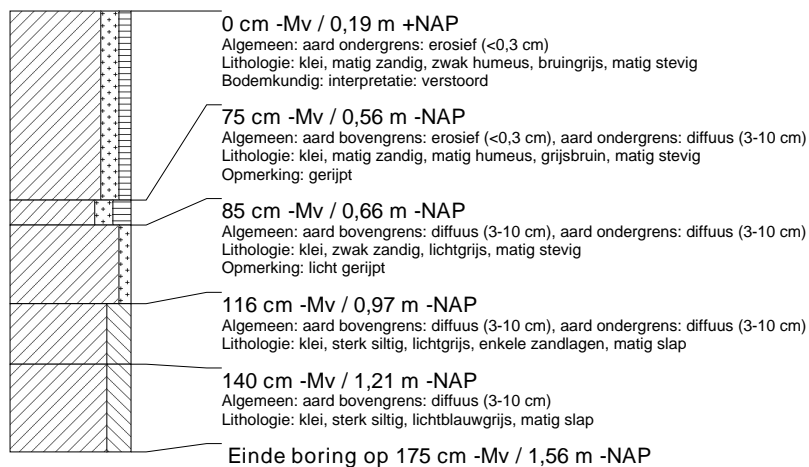 0 cm -Mv / 0,19 m +NAP
Algemeen: aard ondergrens: erosief (<0,3 cm)
Lithologie: klei, matig zandig, zwak humeus, bruingrijs, matig stevig
Bodemkundig: interpretatie: verstoord
75 cm -Mv / 0,56 m -NAP
Algemeen: aard bovengrens: erosief (<0,3 cm), aard ondergrens: diffuus (3-10 cm)
Lithologie: klei, matig zandig, matig humeus, grijsbruin, matig stevig
Opmerking: gerijpt
85 cm -Mv / 0,66 m -NAP
Algemeen: aard bovengrens: diffuus (3-10 cm), aard ondergrens: diffuus (3-10 cm)
Lithologie: klei, zwak zandig, lichtgrijs, matig stevig
Opmerking: licht gerijpt
116 cm -Mv / 0,97 m -NAP
Algemeen: aard bovengrens: diffuus (3-10 cm), aard ondergrens: diffuus (3-10 cm)
Lithologie: klei, sterk siltig, lichtgrijs, enkele zandlagen, matig slap
140 cm -Mv / 1,21 m -NAP
Algemeen: aard bovengrens: diffuus (3-10 cm)
Lithologie: klei, sterk siltig, lichtblauwgrijs, matig slap
Einde boring op 175 cm -Mv / 1,56 m -NAP